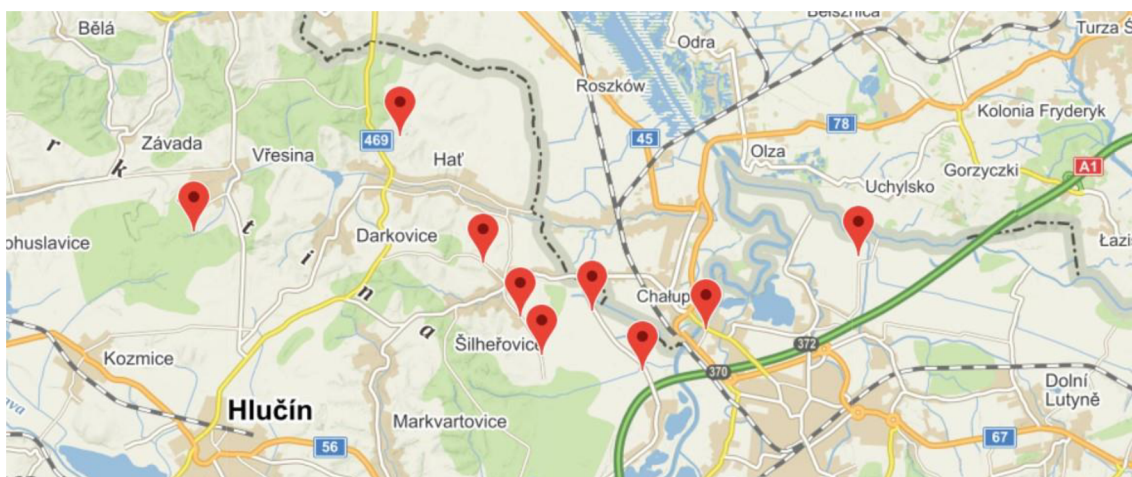 Bělá
Odra
Turza
Roszków
Kolonia Fryderyk
r
Závada
Vřesina
469
45
78
Hať
Olza
A1
k
Gorzyczki
Uchylsko
t
ohuslavice
Darkovice
Łazis
i
n
Chałup
a
Šilheřovice
372
Kozmice
370
Dolní
Lutyně
Hlučín
Markvartovice
56
67